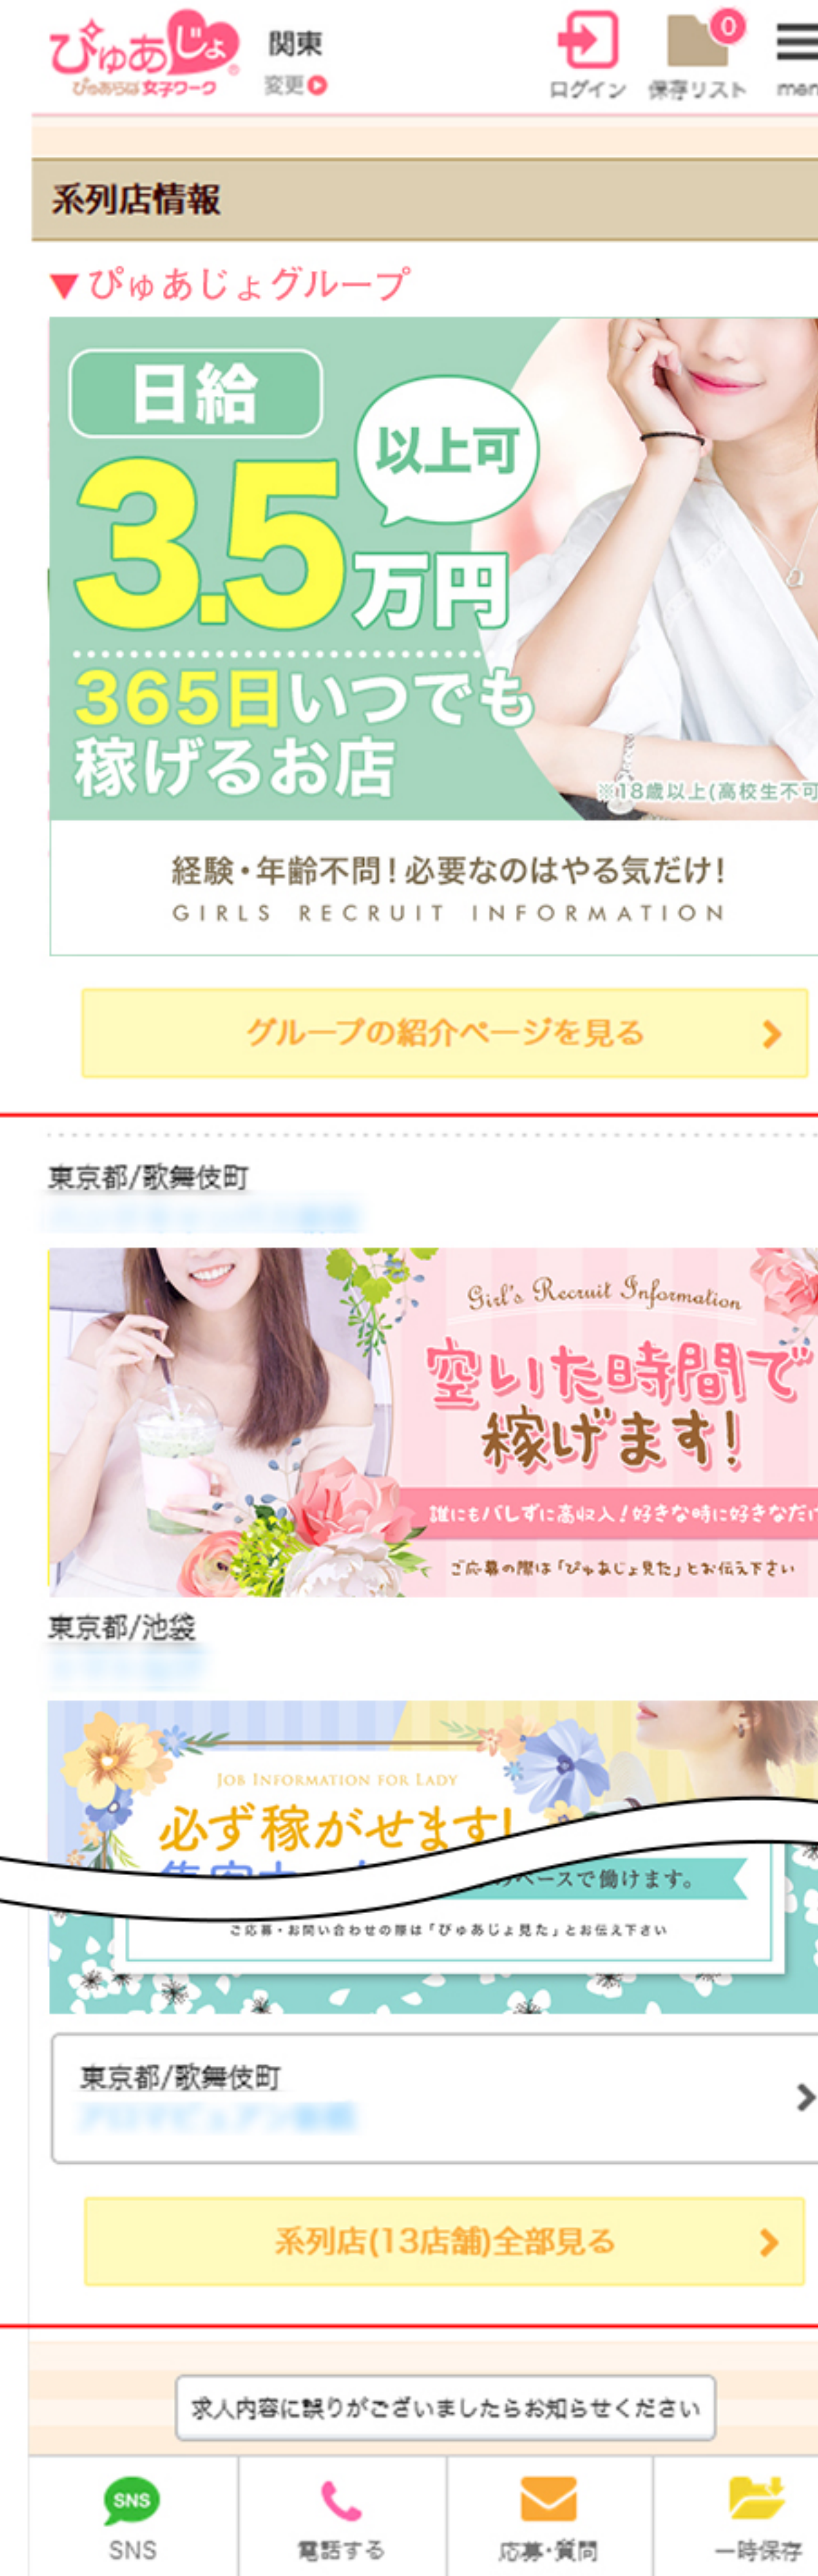 ぴゅあじょ
ぴゅあらば女子ワーク
関東
変更
ログイン
0
保存リスト
men
系列店情報
▼ぴゅあじょグループ
日給
3.5万円
以上可
365日いつでも
稼げるお店
※18歳以上(高校生不可
経験・年齢不問！必要なのはやる気だけ！
GIRLS RECRUIT INFORMATION
グループの紹介ページを見る
東京都/歌舞伎町
Girl's Recruit Information
空いた時間で
稼げます！
誰にもバレずに高収入！好きな時に好きなだけ
ご応募の際は「ぴゅあじょ見た」とお伝え下さい
東京都/池袋
JOB INFORMATION FOR LADY
必ず稼がせます！
ペースで働けます。
ご応募・お問い合わせの際は「ぴゅあじょ見た」とお伝え下さい
東京都/歌舞伎町
系列店(13店舗)全部見る
求人内容に誤りがございましたらお知らせください
SNS
SNS
電話する
応募・質問
一時保存